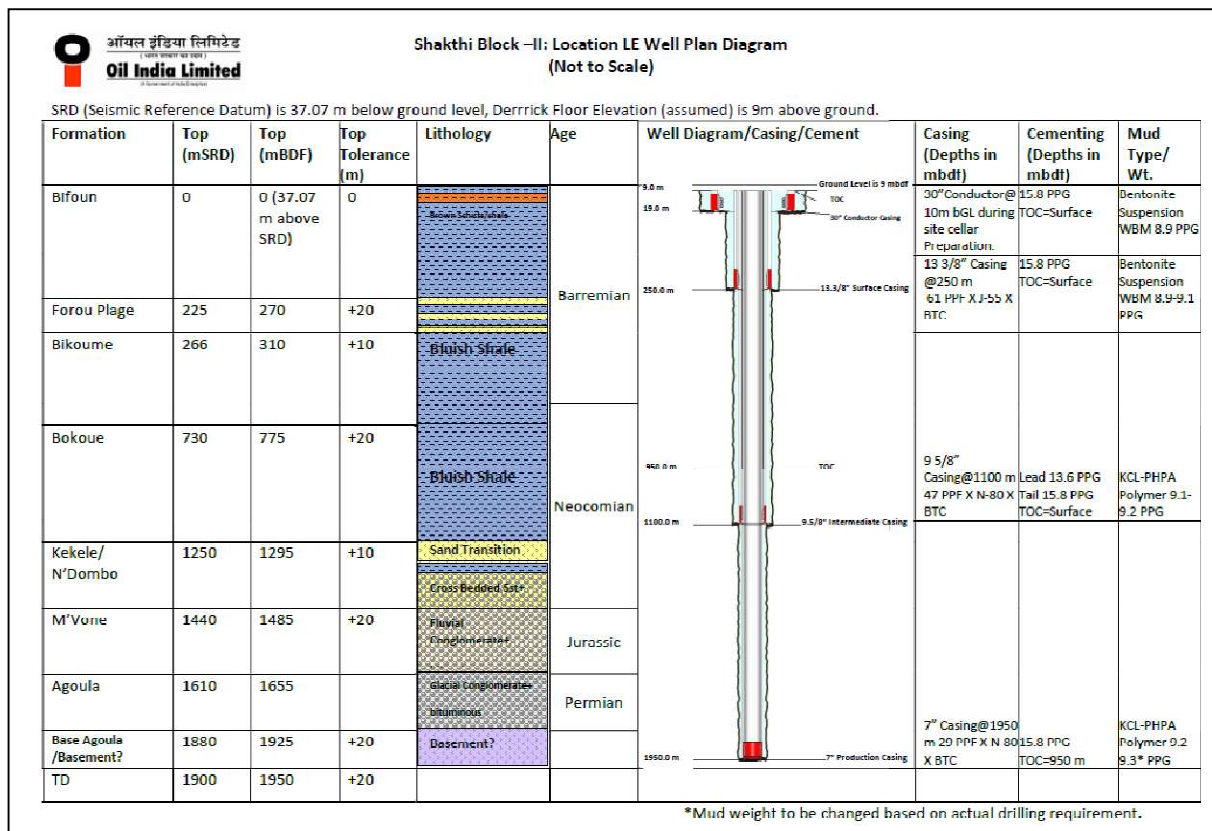 ऑयल इंडिया लिमिटेड
Oil India Limited
Shakthi Block –II: Location LE Well Plan Diagram
(Not to Scale)
SRD (Seismic Reference Datum) is 37.07 m below ground level, Derrrick Floor Elevation (assumed) is 9m above ground.
Formation
Top
(mSRD)
Top
(mBDF)
Top
Tolerance
(m)
Lithology
Age
Well Diagram/Casing/Cement
Casing
(Depths in
mbdf)
Cementing
(Depths in
mbdf)
Mud
Type/
Wt.
Bifoun
0
0 (37.07
m above
SRD)
0
Forou Plage
225
270
+20
Bikoume
266
310
+10
Bluish Shale
Bokoue
730
775
+20
Bluish Shale
Kekele/
N'Dombo
1250
1295
+10
Sand Transition
Cross Bedded Sst+
M'Vone
1440
1485
+20
Fluvial
Conglomerate+
Agoula
1610
1655
Glacial Conglomerate+
bituminous
Base Agoula
/Basement?
1880
1925
+20
Basement?
TD
1900
1950
+20
Barremian
Neocomian
Jurassic
Permian
9.0 m
Ground Level is 9 mbdf
TOC
19.0 m
30" Conductor Casing
250.0 m
13.3/8" Surface Casing
950.0 m
TOC
1100.0 m
9.5/8" Intermediate Casing
1950.0 m
7" Production Casing
30"Conductor@
10m bGL during
site cellar
Preparation.
15.8 PPG
TOC=Surface
Bentonite
Suspension
WBM 8.9 PPG
13 3/8" Casing
@250 m
61 PPF X J-55 X
BTC
15.8 PPG
TOC=Surface
Bentonite
Suspension
WBM 8.9-9.1
PPG
9 5/8"
Casing@1100 m
47 PPF X N-80 X
BTC
Lead 13.6 PPG
Tail 15.8 PPG
TOC=Surface
KCL-PHPA
Polymer 9.1-
9.2 PPG
7" Casing@1950
m 29 PPF X N-80
X BTC
15.8 PPG
TOC=950 m
KCL-PHPA
Polymer 9.2
9.3* PPG
*Mud weight to be changed based on actual drilling requirement.